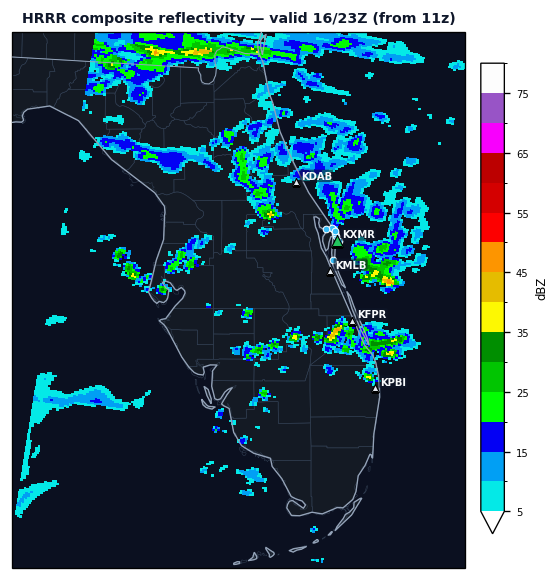 HRRR composite reflectivity — valid 16/23Z (from 11z)
KDAB
KXMR
KMLB
KFPR
KPBI
75
65
55
45
35
25
15
5
dBZ